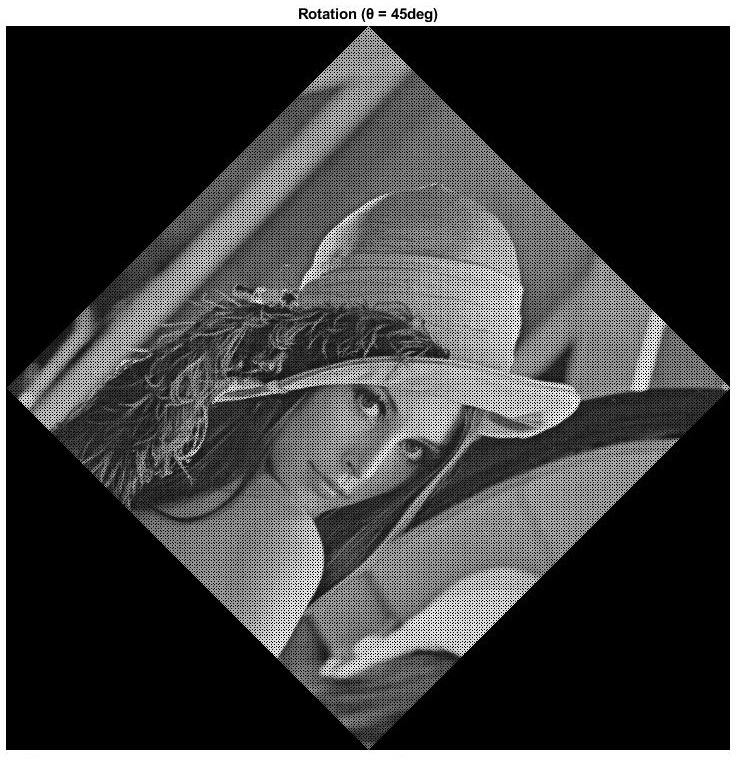 Rotation (θ = 45deg)